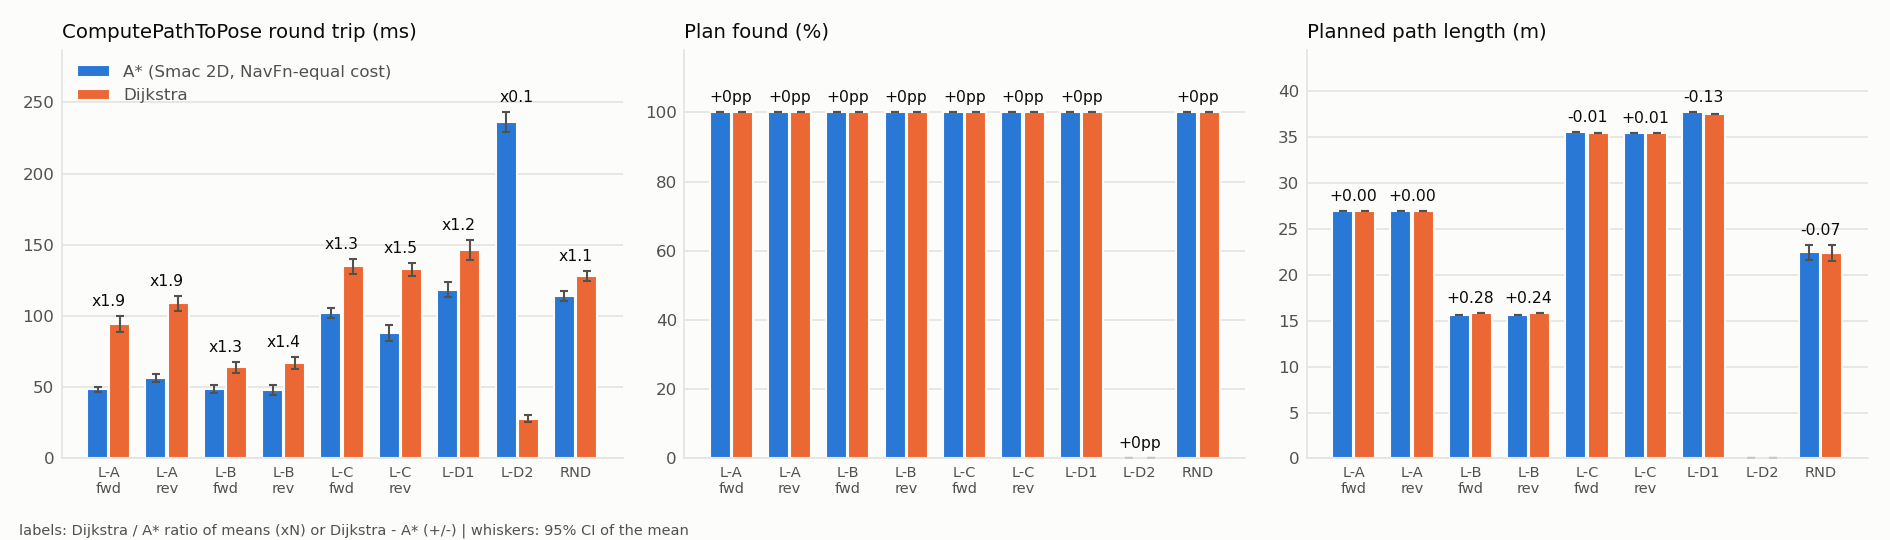 ComputePathToPose round trip (ms)
A* (Smac 2D, NavFn-equal cost)
Dijkstra
250
200
150
100
50
0
x1.9
x1.9
x1.3
x1.4
x1.3
x1.5
x1.2
x0.1
x1.1
L-A fwd
L-A rev
L-B fwd
L-B rev
L-C fwd
L-C rev
L-D1
L-D2
RND
Plan found (%)
100
80
60
40
20
0
+0pp
+0pp
+0pp
+0pp
+0pp
+0pp
+0pp
+0pp
+0pp
L-A fwd
L-A rev
L-B fwd
L-B rev
L-C fwd
L-C rev
L-D1
L-D2
RND
Planned path length (m)
40
35
30
25
20
15
10
5
0
+0.00
+0.00
+0.28
+0.24
-0.01
+0.01
-0.13
-0.07
L-A fwd
L-A rev
L-B fwd
L-B rev
L-C fwd
L-C rev
L-D1
L-D2
RND
labels: Dijkstra / A* ratio of means (xN) or Dijkstra - A* (+/-) | whiskers: 95% CI of the mean